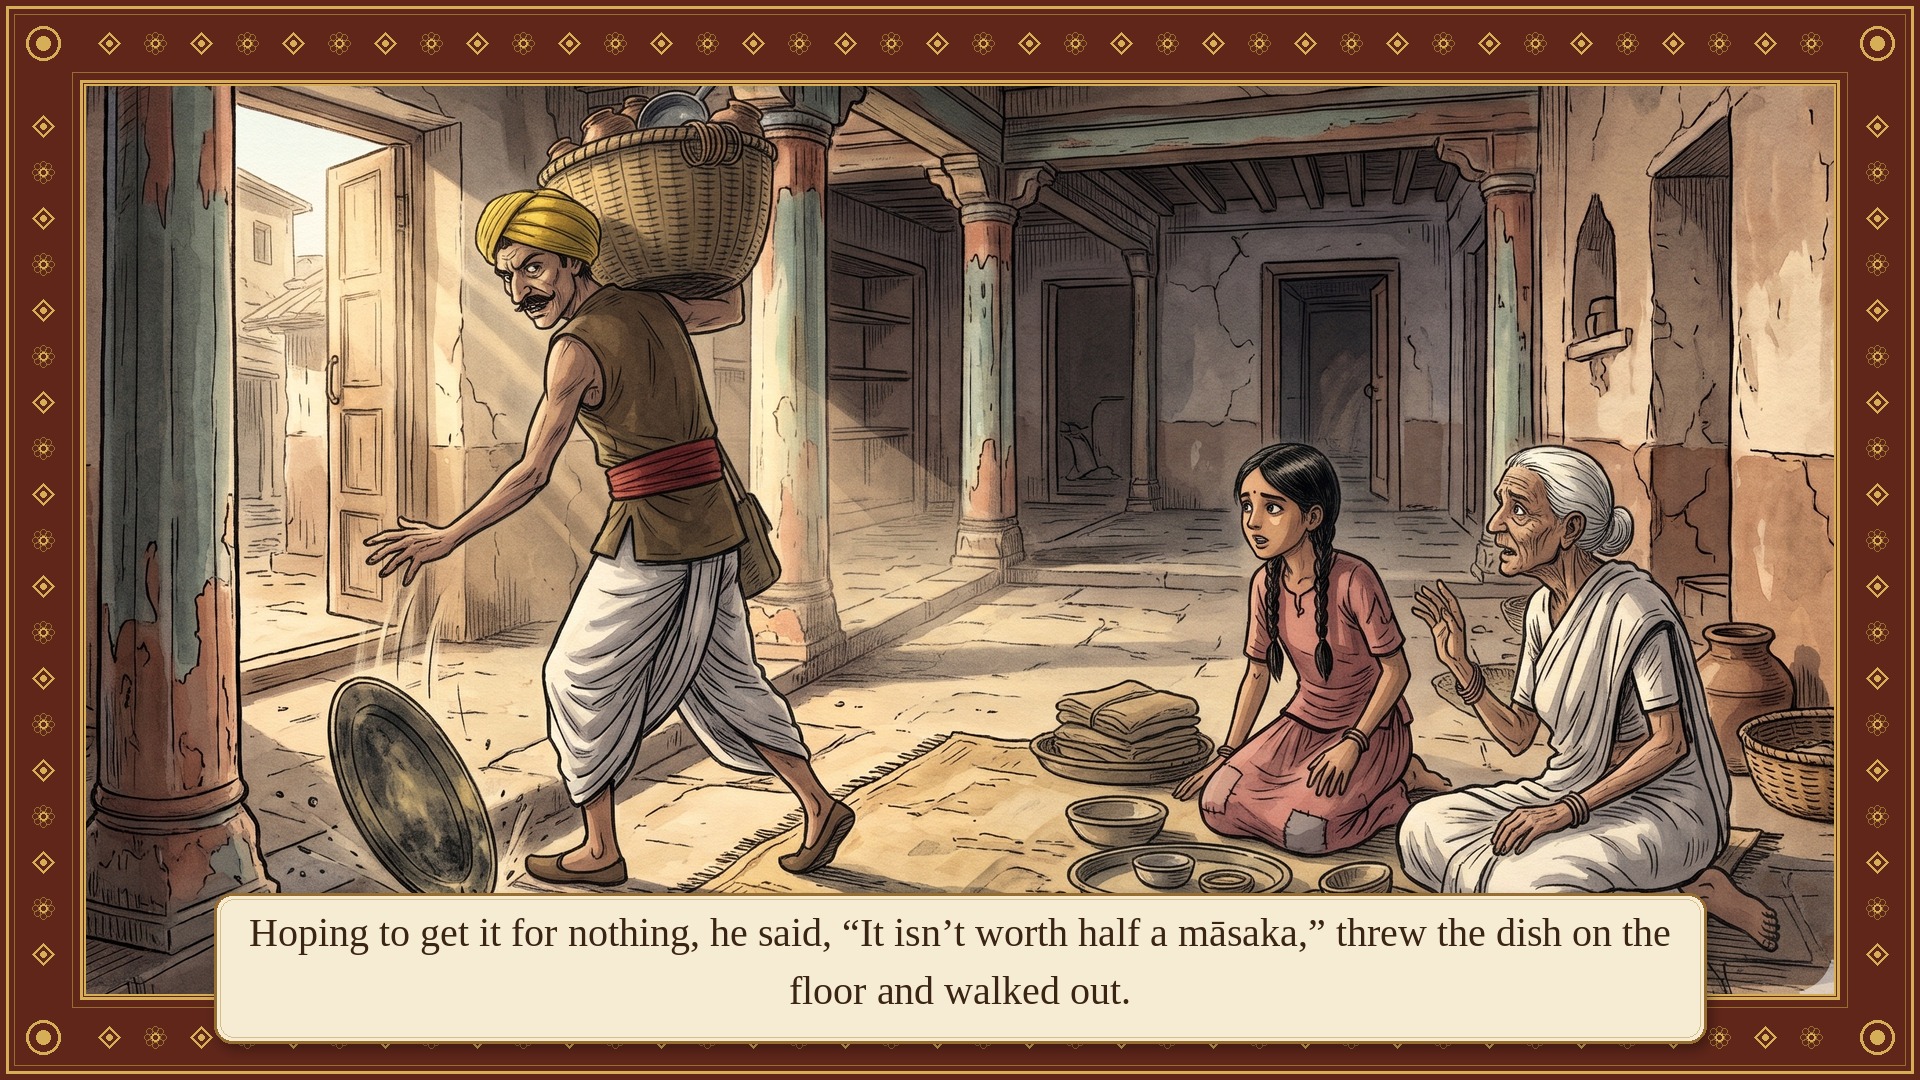 Hoping to get it for nothing, he said, “It isn’t worth half a māsaka,” threw the dish on the
floor and walked out.